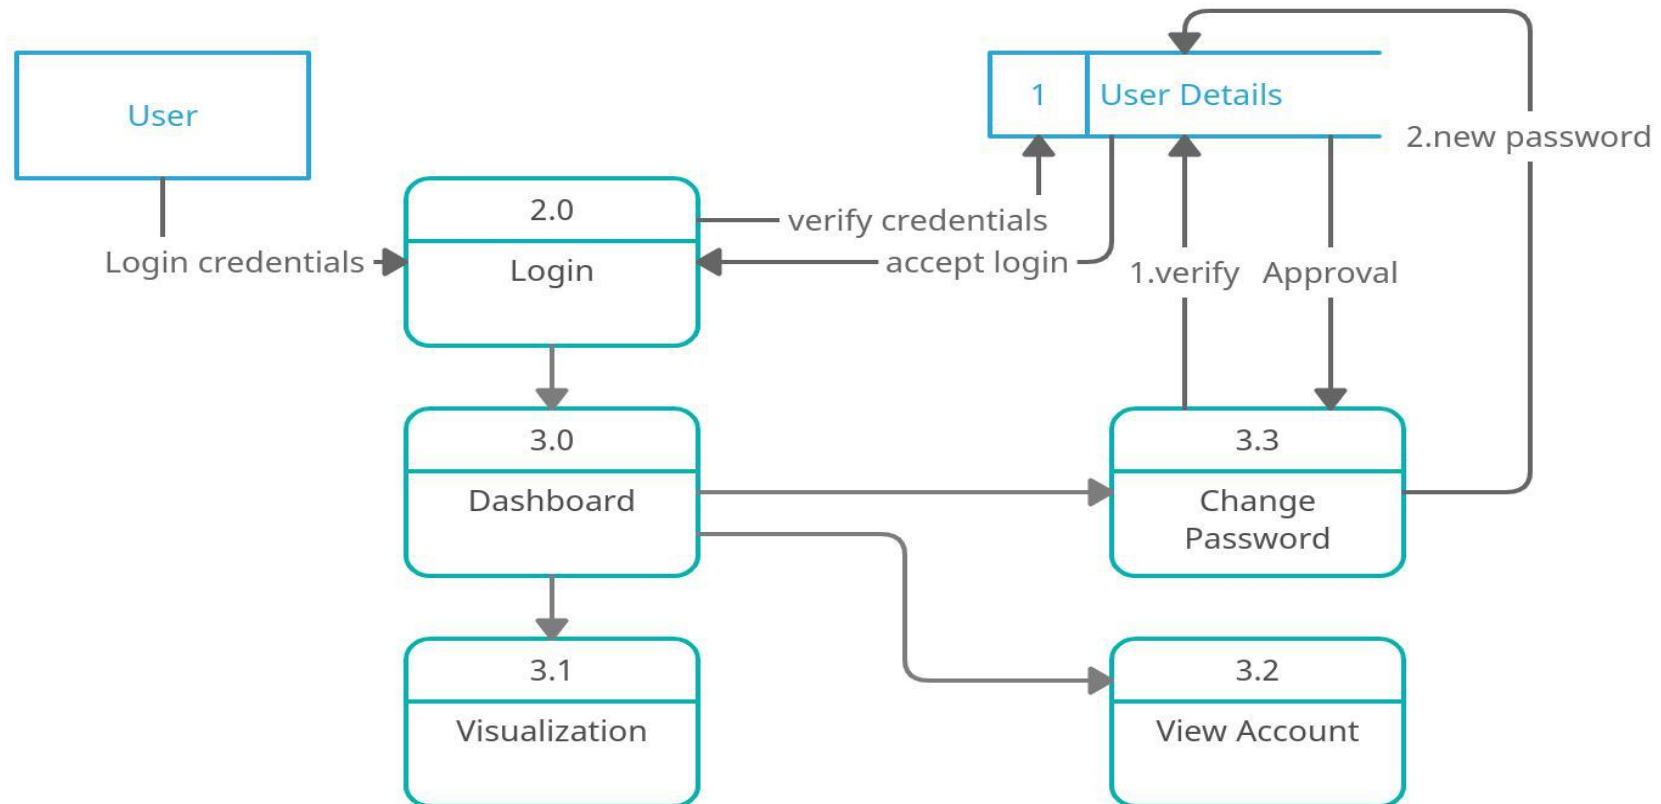 User
1
User Details
2.new password
2.0
Login
verify credentials
Login credentials
accept login
1.verify
Approval
3.0
Dashboard
3.3
Change
Password
3.1
Visualization
3.2
View Account